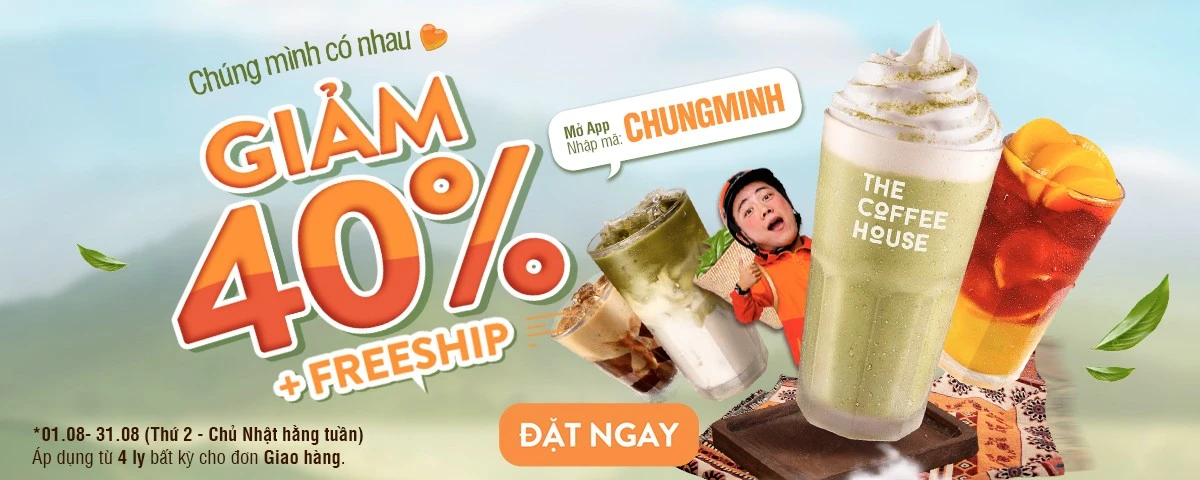 Chúng mình có nhau
GIẢM
40%
+ FREESHIP
Mở App
Nhập mã: CHUNGMINH
THE
COFFEE
HOUSE
ĐẶT NGAY
*01.08- 31.08 (Thứ 2 - Chủ Nhật hằng tuần)
Áp dụng từ 4 ly bất kỳ cho đơn Giao hàng.